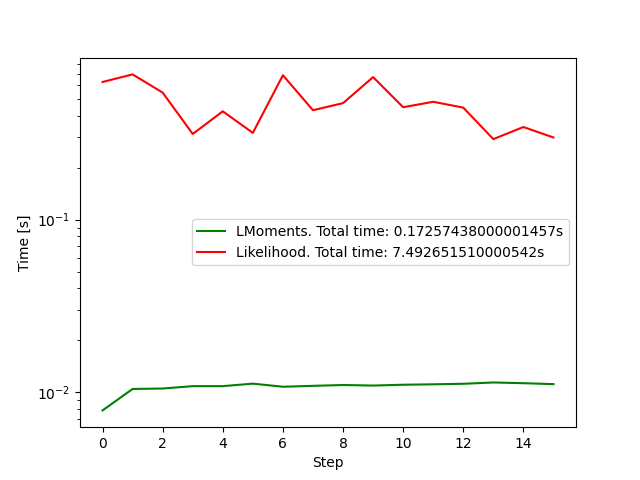 Time [s]
10⁻¹
10⁻²
LMoments. Total time: 0.17257438000001457s
Likelihood. Total time: 7.492651510000542s
0 2 4 6 8 10 12 14
Step